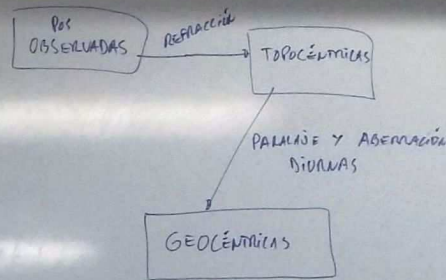 POS
OBSERVADAS
REFRACCIÓN
TOPOCÉNTRICAS
PARALAJE Y ABERRACIÓN
DIURNAS
GEOCÉNTRICAS